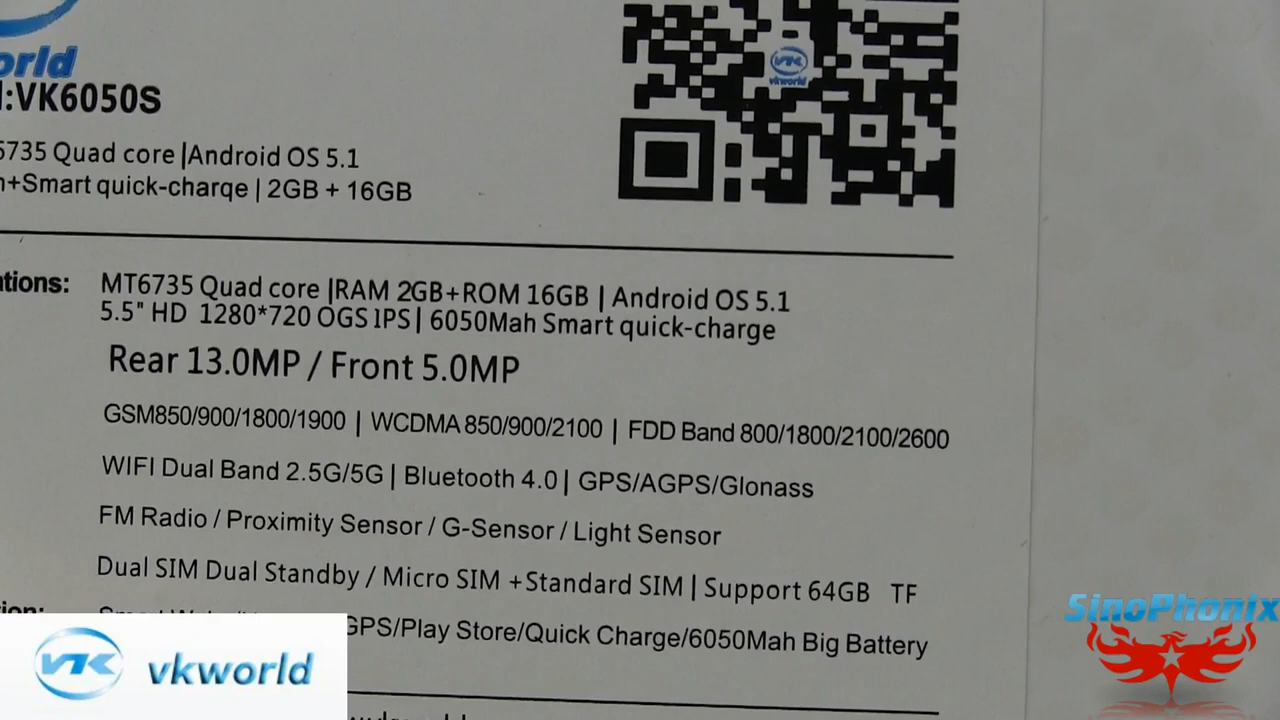 orld
:VK6050S
6735 Quad core |Android OS 5.1
+Smart quick-charqe | 2GB + 16GB
VK
vkworld
tions: MT6735 Quad core |RAM 2GB+ROM 16GB | Android OS 5.1
5.5" HD 1280*720 OGS IPS| 6050Mah Smart quick-charge
Rear 13.0MP / Front 5.0MP
GSM850/900/1800/1900 | WCDMA 850/900/2100 | FDD Band 800/1800/2100/2600
WIFI Dual Band 2.5G/5G | Bluetooth 4.0 | GPS/AGPS/Glonass
FM Radio / Proximity Sensor / G-Sensor / Light Sensor
Dual SIM Dual Standby / Micro SIM +Standard SIM | Support 64GB TF
GPS/Play Store/Quick Charge/6050Mah Big Battery
VK vkworld
SinoPhonix